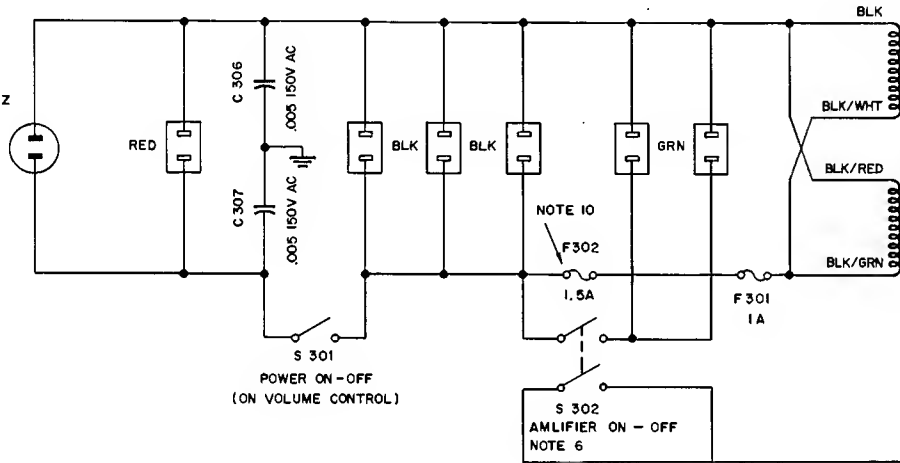 BLK
Z
C 306
.005 150V AC
BLK/WHT
RED
BLK
BLK
GRN
BLK/RED
C 307
.005 150V AC
NOTE 10
F302
1.5A
BLK/GRN
F301
1A
S 301
POWER ON-OFF
(ON VOLUME CONTROL)
S 302
AMLIFIER ON - OFF
NOTE 6